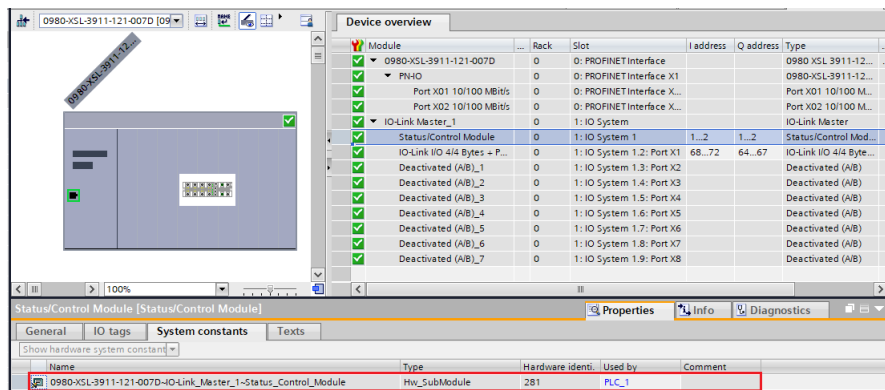 0980-XSL-3911-121-007D [09
0980-XSL-3911-12...
100%
Device overview
Module ... Rack Slot I address Q address Type
0980-XSL-3911-121-007D 0 0: PROFINET Interface 0980 XSL 3911-12...
PN-IO 0 0: PROFINET Interface X1 0980-XSL-3911-12...
Port X01 10/100 MBit/s 0 0: PROFINET Interface X... Port X01 10/100 M...
Port X02 10/100 MBit/s 0 0: PROFINET Interface X... Port X02 10/100 M...
IO-Link Master_1 0 1: IO System IO-Link Master
Status/Control Module 0 1: IO System 1 1...2 1...2 Status/Control Mod...
IO-Link I/O 4/4 Bytes + P... 0 1: IO System 1.2: Port X1 68...72 64...67 IO-Link I/O 4/4 Byte...
Deactivated (A/B)_1 0 1: IO System 1.3: Port X2 Deactivated (A/B)
Deactivated (A/B)_2 0 1: IO System 1.4: Port X3 Deactivated (A/B)
Deactivated (A/B)_3 0 1: IO System 1.5: Port X4 Deactivated (A/B)
Deactivated (A/B)_4 0 1: IO System 1.6: Port X5 Deactivated (A/B)
Deactivated (A/B)_5 0 1: IO System 1.7: Port X6 Deactivated (A/B)
Deactivated (A/B)_6 0 1: IO System 1.8: Port X7 Deactivated (A/B)
Deactivated (A/B)_7 0 1: IO System 1.9: Port X8 Deactivated (A/B)
Status/Control Module [Status/Control Module]
Properties Info Diagnostics
General IO tags System constants Texts
Show hardware system constant
Name Type Hardware identi. Used by Comment
0980-XSL-3911-121-007D~IO-Link_Master_1~Status_Control_Module Hw_SubModule 281 PLC_1